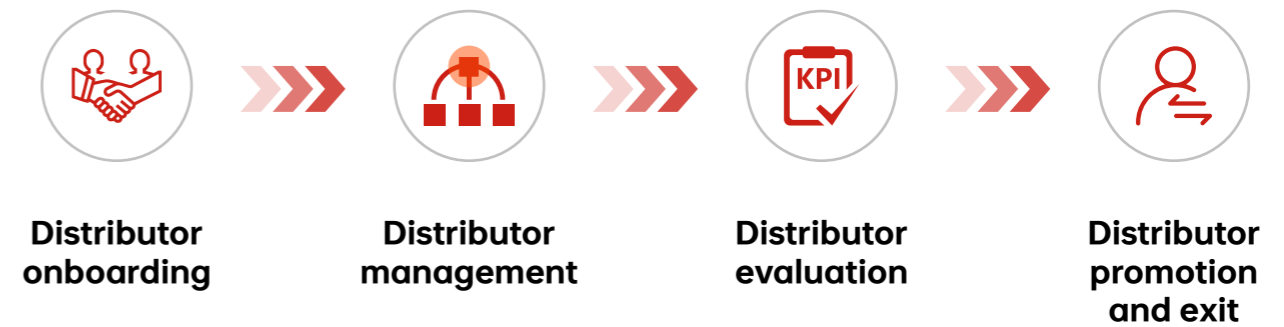 KPI
Distributor
onboarding
Distributor
management
Distributor
evaluation
Distributor
promotion
and exit